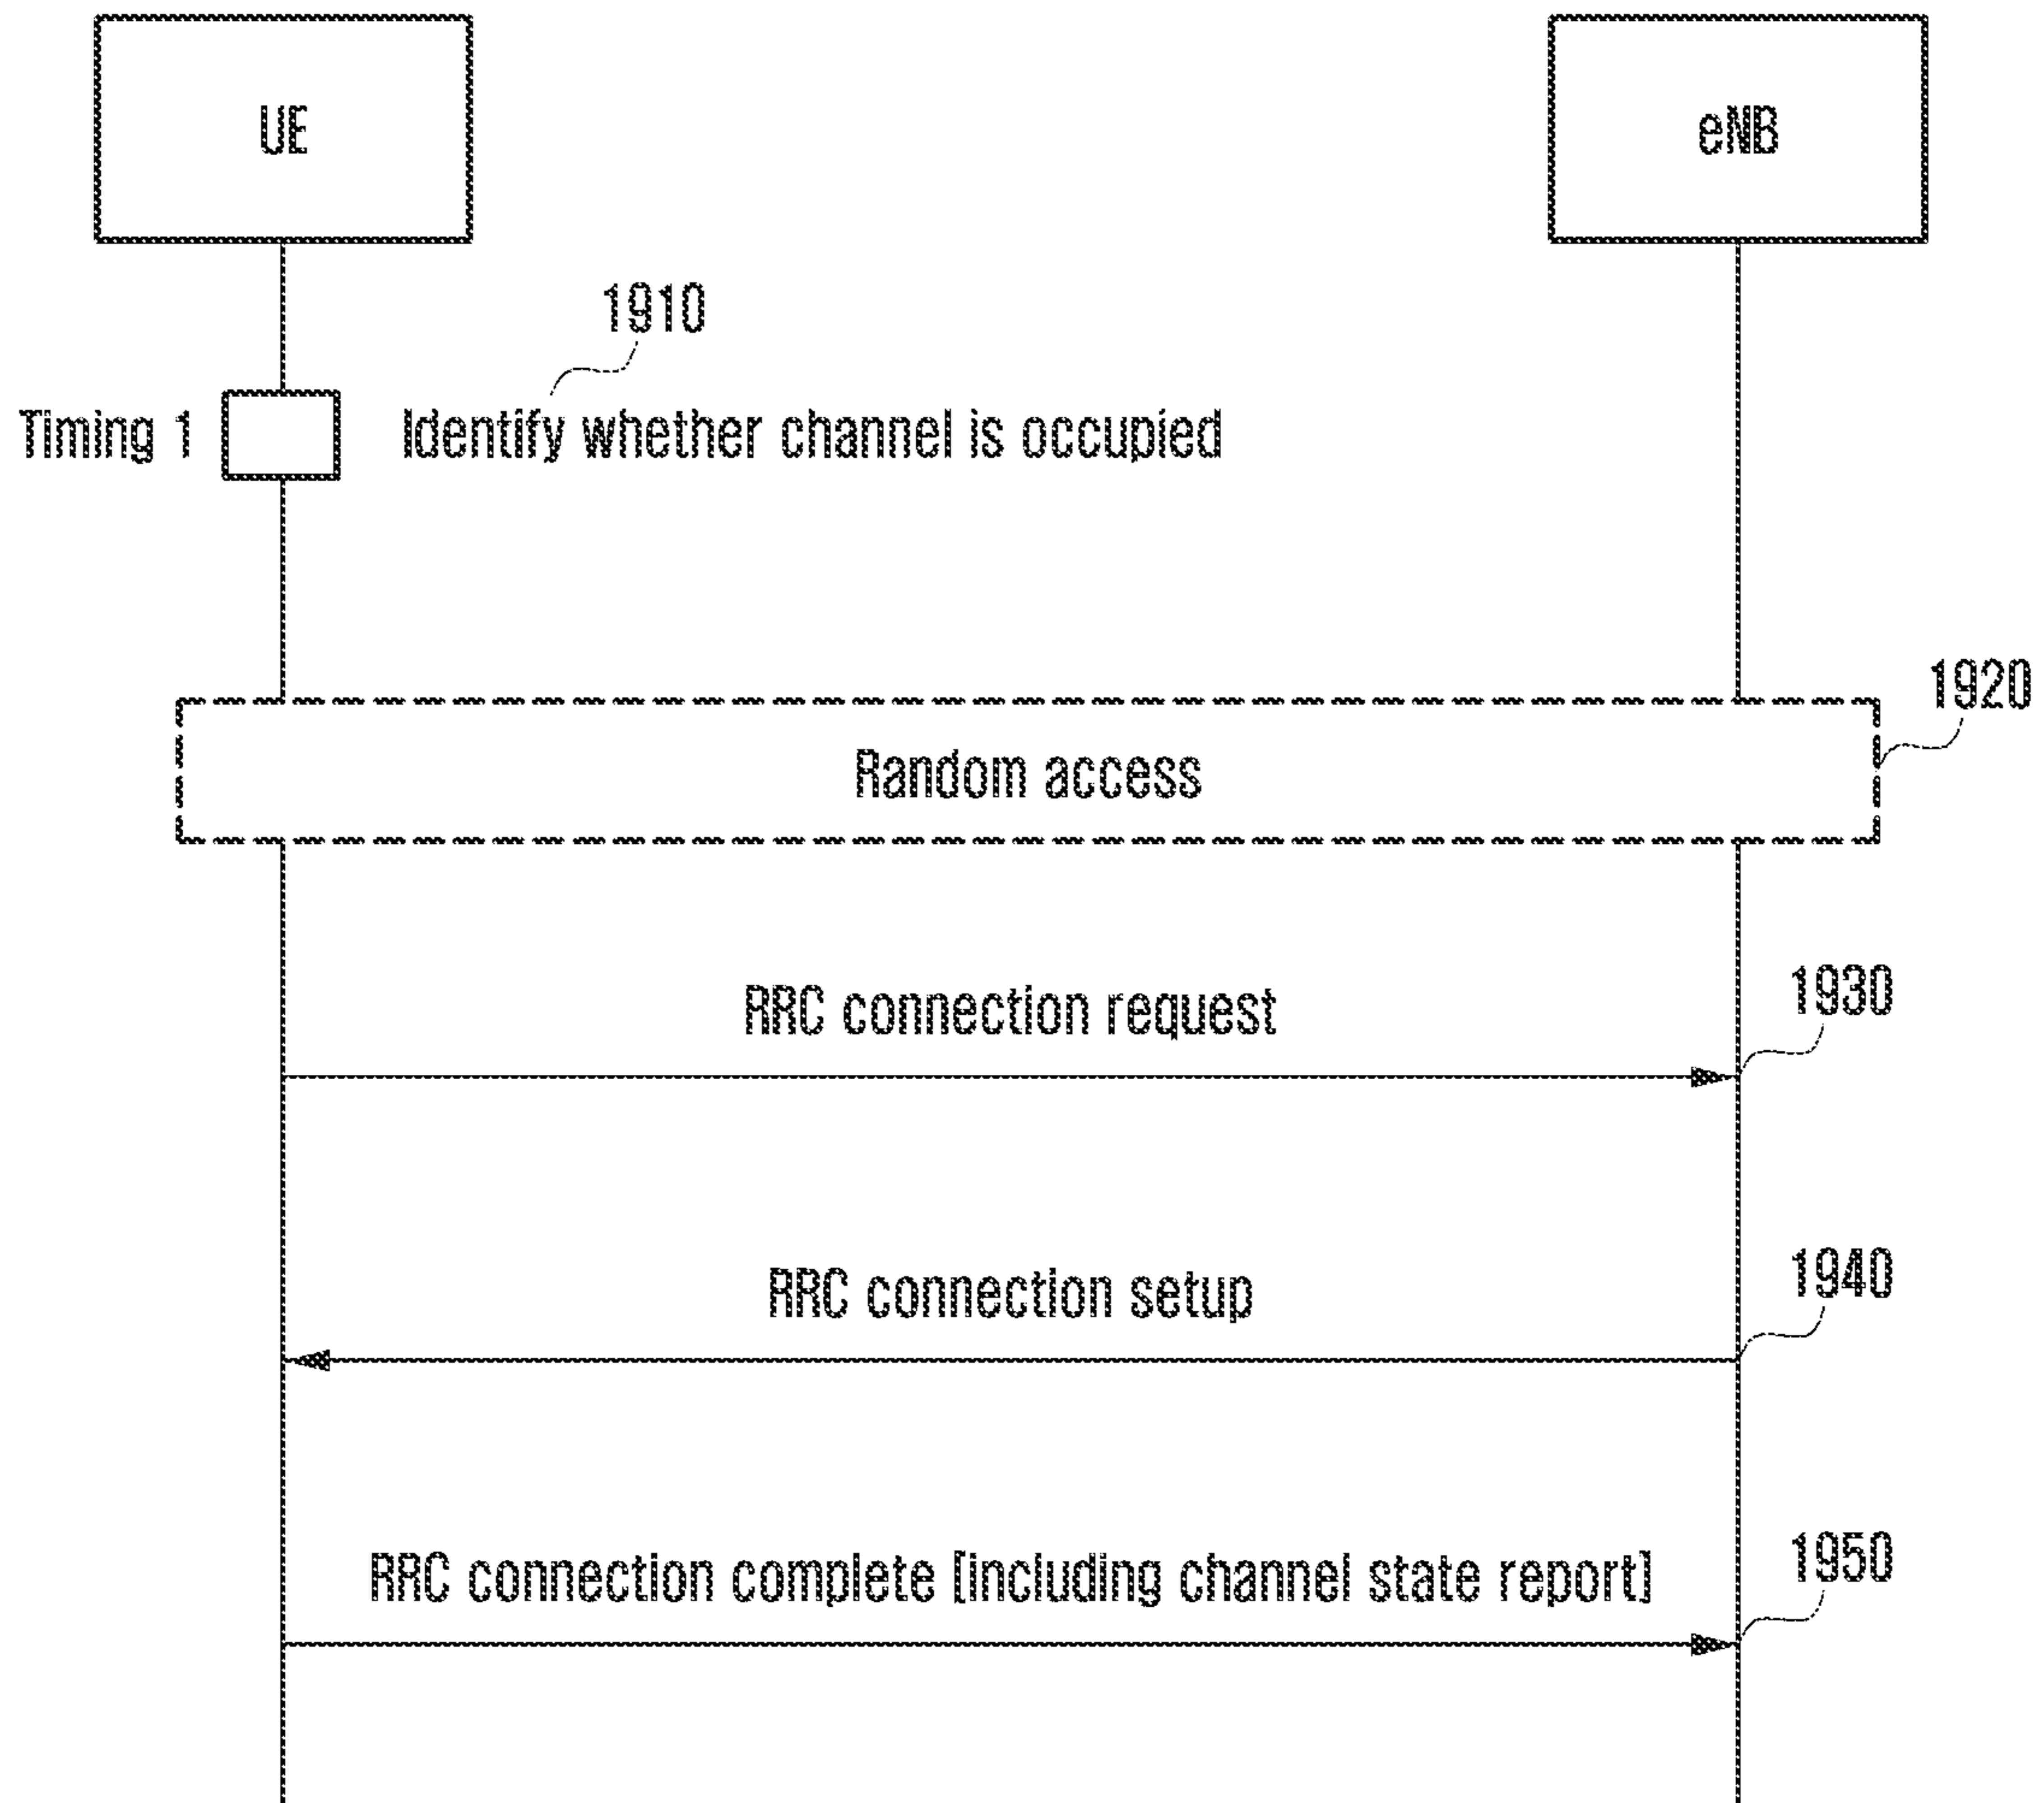 UE
eNB
1910
Timing 1
Identify whether channel is occupied
1920
Random access
1930
RRC connection request
1940
RRC connection setup
1950
RRC connection complete [including channel state report]